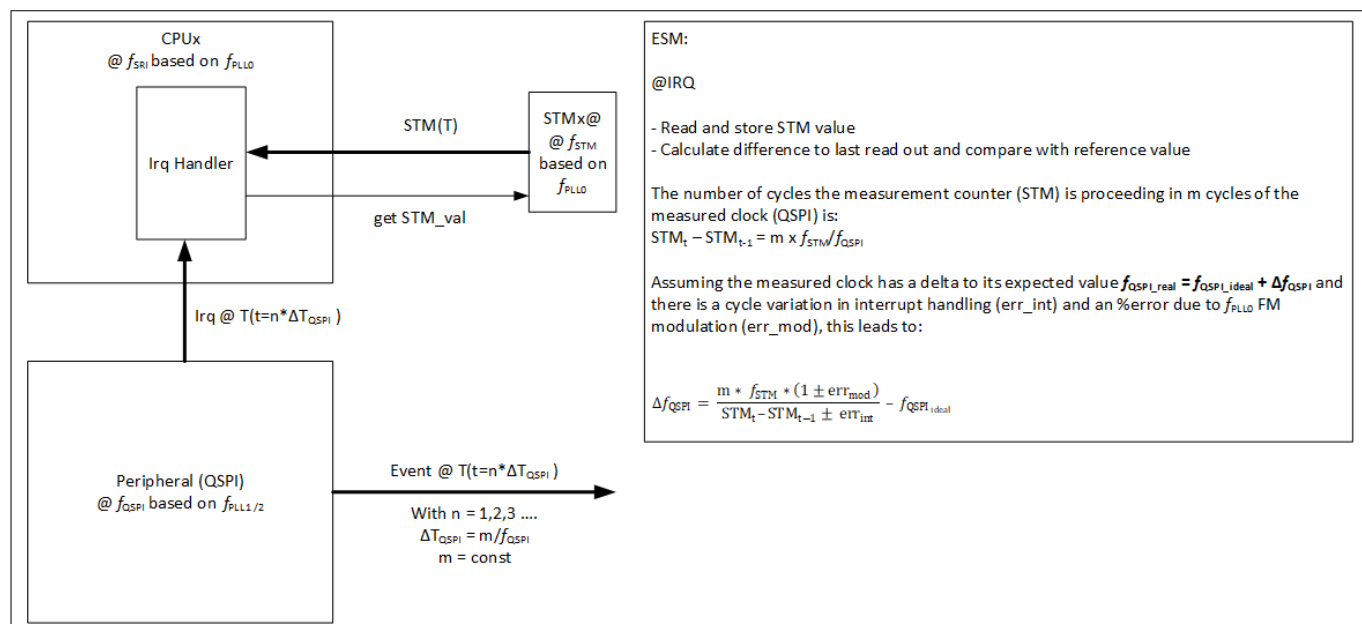 CPUx
@ fSRI based on fPLL0
Irq Handler
STM(T)
get STM_val
STMx@
@ fSTM
based on
fPLL0
Irq @ T(t=n*ΔTQSPI )
Peripheral (QSPI)
@ fQSPI based on fPLL1/2
Event @ T(t=n*ΔTQSPI )
With n = 1,2,3 ....
ΔTQSPI = m/fQSPI
m = const
ESM:
@IRQ
- Read and store STM value
- Calculate difference to last read out and compare with reference value
The number of cycles the measurement counter (STM) is proceeding in m cycles of the
measured clock (QSPI) is:
STMt – STMt-1 = m x fSTM/fQSPI
Assuming the measured clock has a delta to its expected value fQSPI_real = fQSPI_ideal + ΔfQSPI and
there is a cycle variation in interrupt handling (err_int) and an %error due to fPLL0 FM
modulation (err_mod), this leads to:
ΔfQSPI = m * fSTM * (1 ± errmod) / STMt – STMt−1 ± errint − fQSPIideal